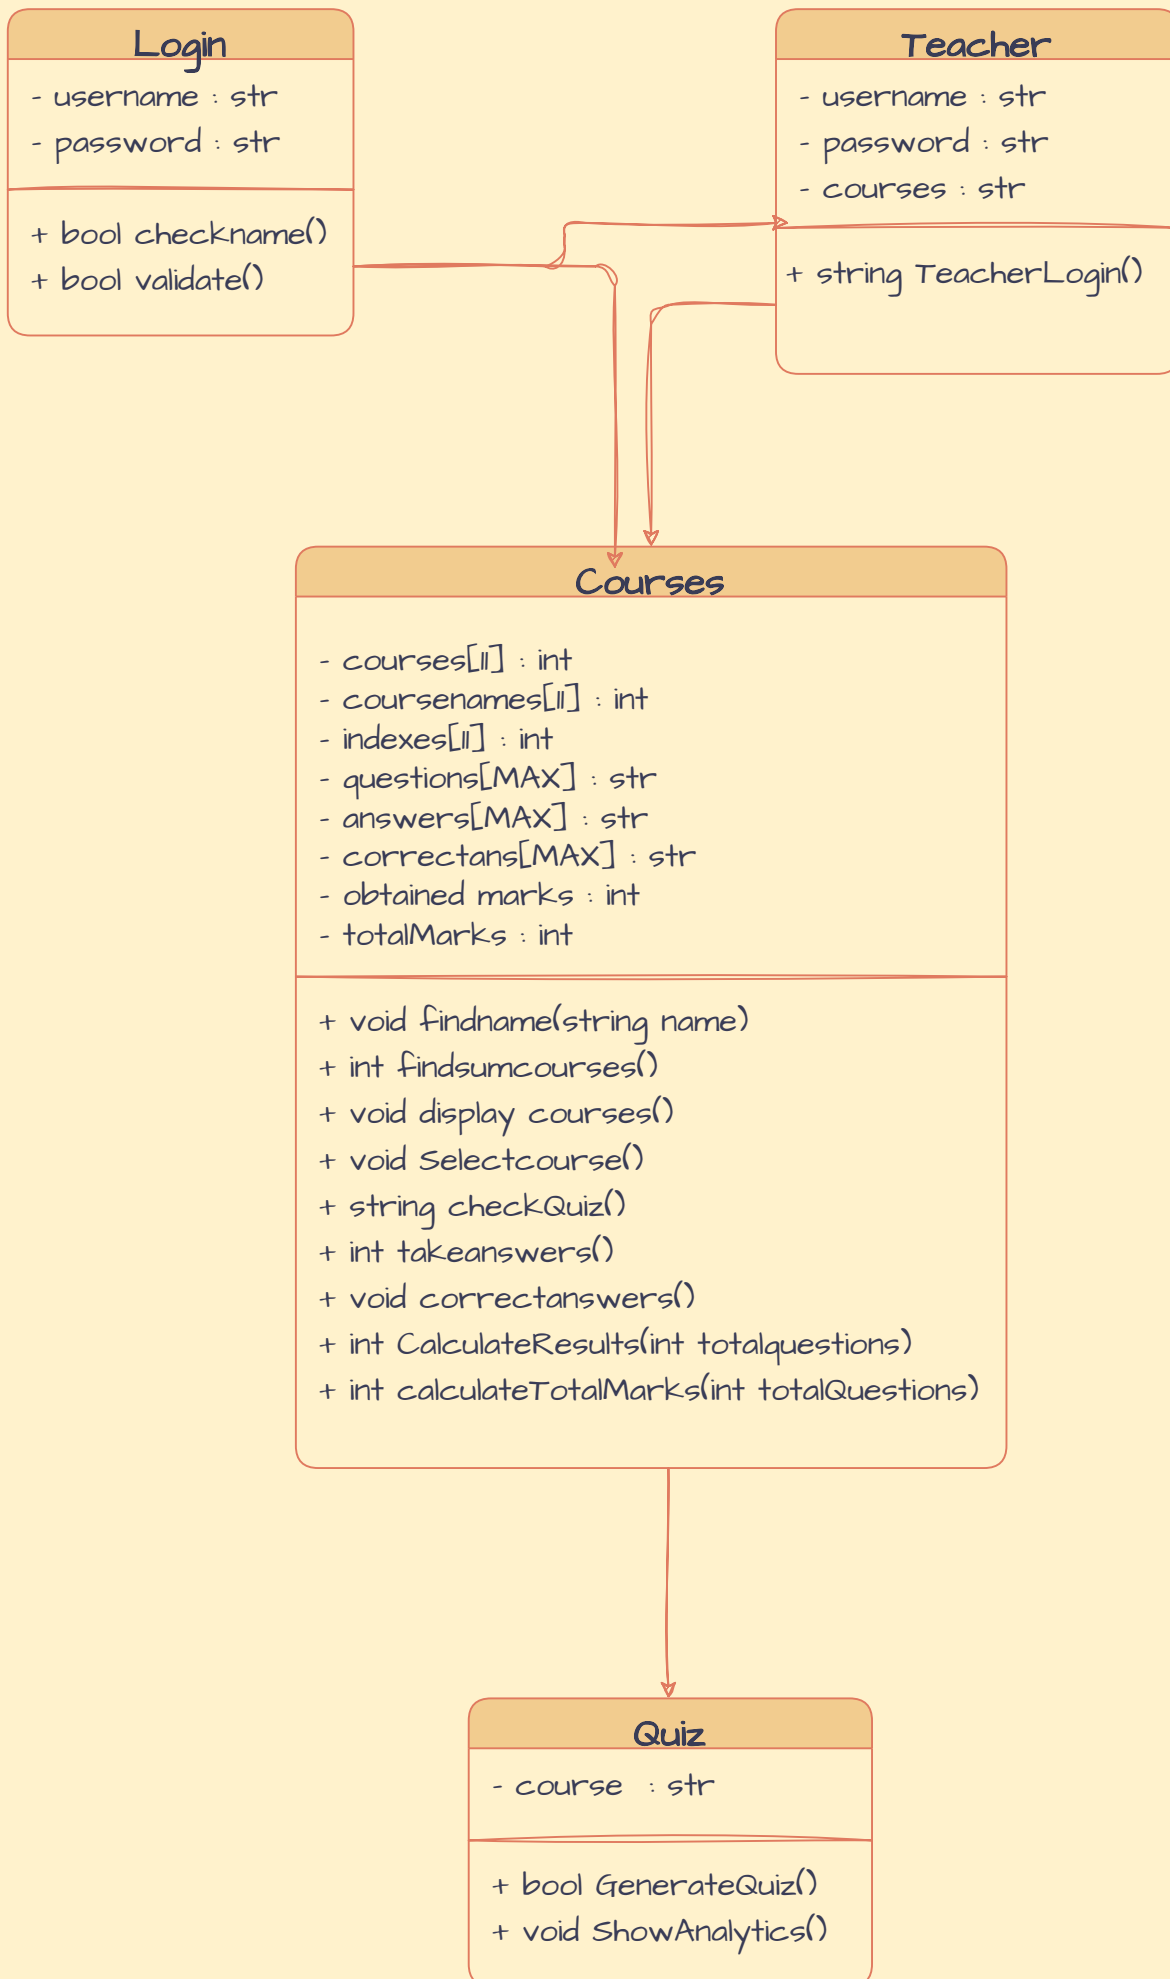 Login
- username : str
- password : str
+ bool checkname()
+ bool validate()
Teacher
- username : str
- password : str
- courses : str
+ string TeacherLogin()
Courses
- courses[11] : int
- coursenames[11] : int
- indexes[11] : int
- questions[MAX] : str
- answers[MAX] : str
- correctans[MAX] : str
- obtained marks : int
- totalMarks : int
+ void findname(string name)
+ int findsumcourses()
+ void display courses()
+ void Selectcourse()
+ string checkQuiz()
+ int takeanswers()
+ void correctanswers()
+ int CalculateResults(int totalquestions)
+ int calculateTotalMarks(int totalQuestions)
Quiz
- course : str
+ bool GenerateQuiz()
+ void ShowAnalytics()